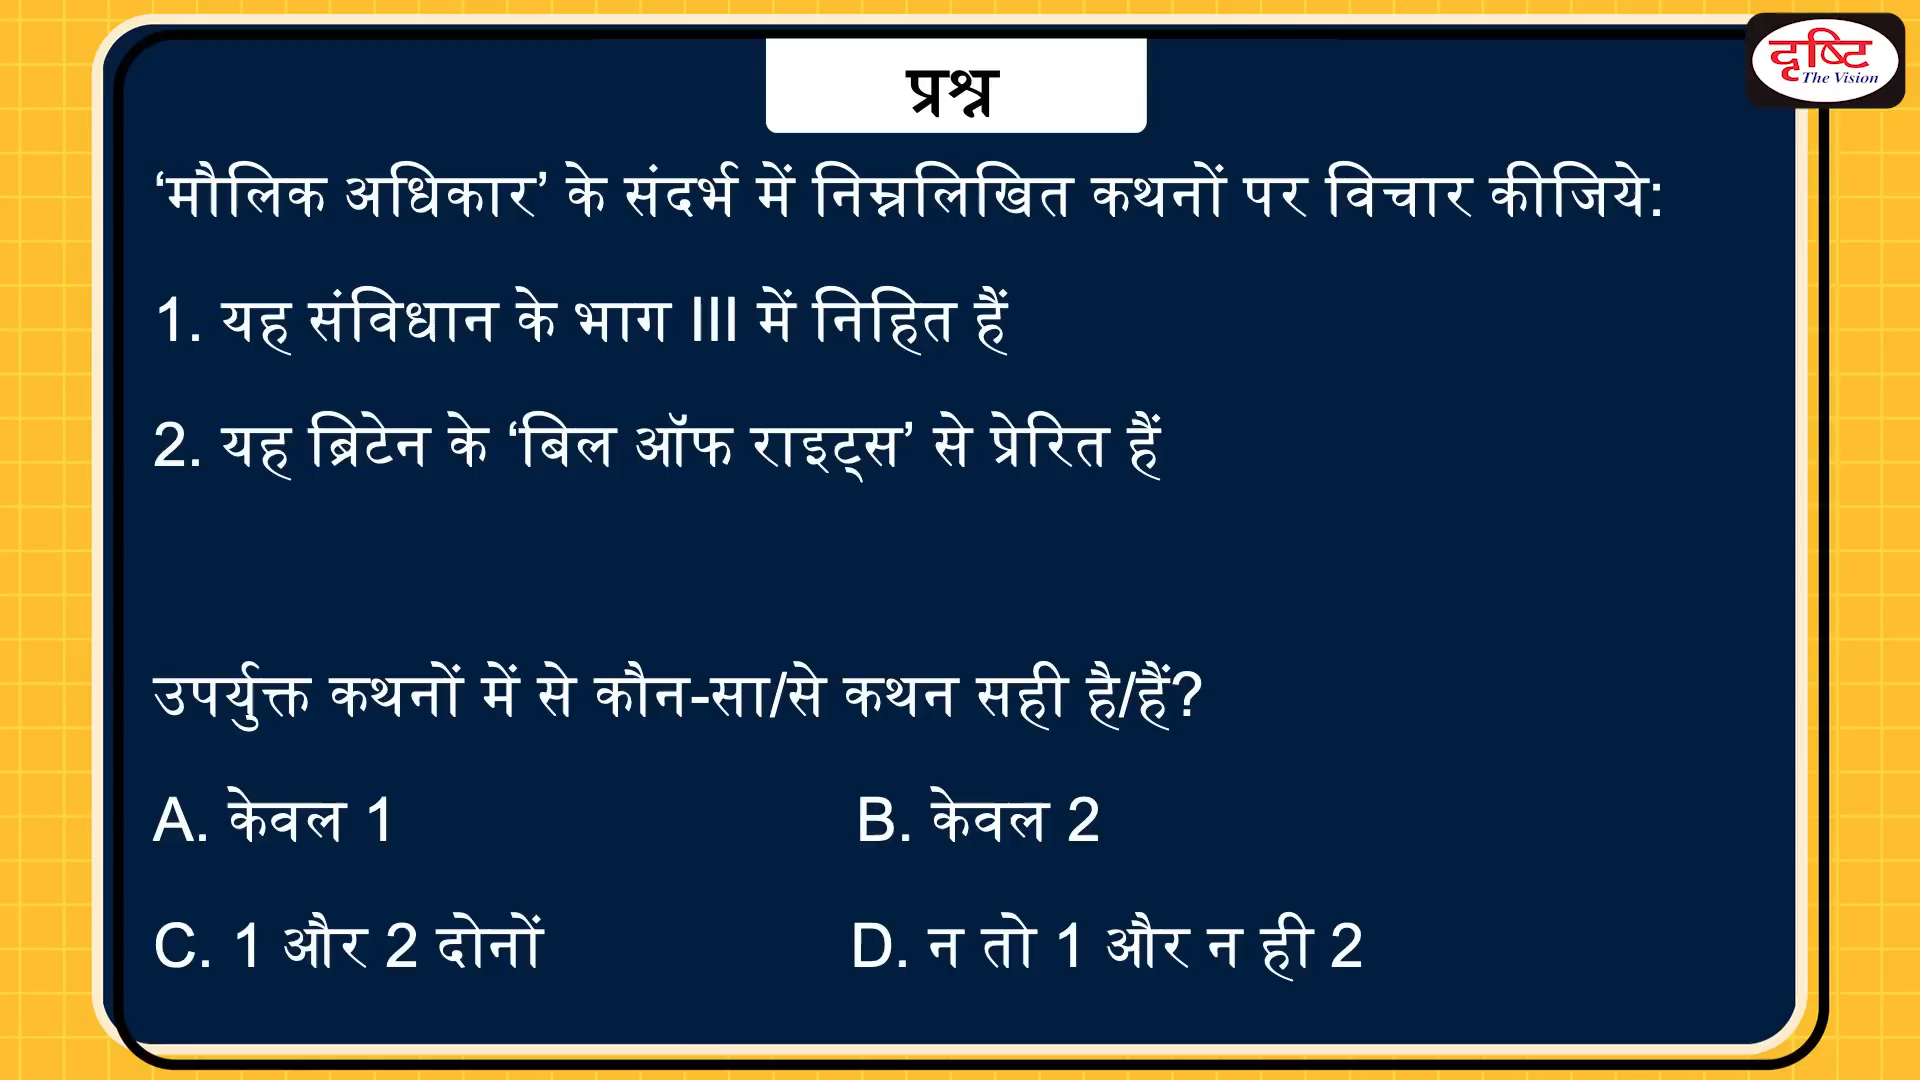 दृष्टि
The Vision
प्रश्न
‘मौलिक अधिकार’ के संदर्भ में निम्नलिखित कथनों पर विचार कीजिये:
1. यह संविधान के भाग III में निहित हैं
2. यह ब्रिटेन के ‘बिल ऑफ राइट्स’ से प्रेरित हैं
उपर्युक्त कथनों में से कौन-सा/से कथन सही है/हैं?
A. केवल 1 B. केवल 2
C. 1 और 2 दोनों D. न तो 1 और न ही 2